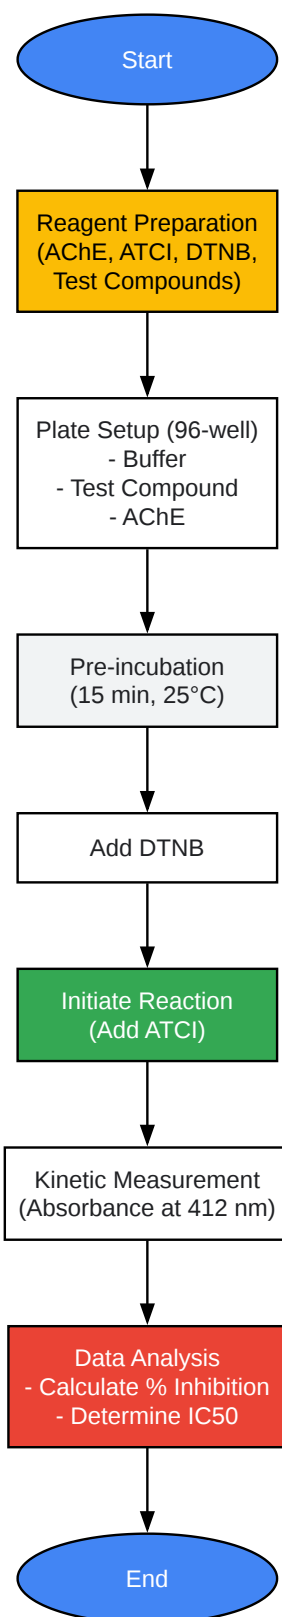 Start
Reagent Preparation
(AChE, ATCI, DTNB,
Test Compounds)
Plate Setup (96-well)
- Buffer
- Test Compound
- AChE
Pre-incubation
(15 min, 25°C)
Add DTNB
Initiate Reaction
(Add ATCI)
Kinetic Measurement
(Absorbance at 412 nm)
Data Analysis
- Calculate % Inhibition
- Determine IC50
End